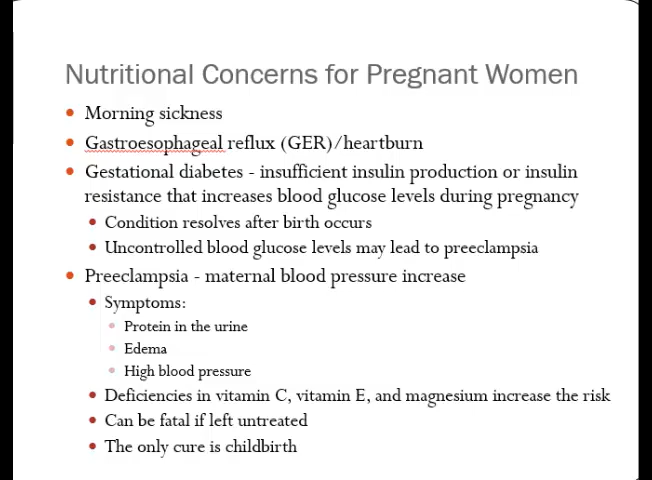 Nutritional Concerns for Pregnant Women
Morning sickness
Gastroesophageal reflux (GER)/heartburn
Gestational diabetes - insufficient insulin production or insulin
resistance that increases blood glucose levels during pregnancy
Condition resolves after birth occurs
Uncontrolled blood glucose levels may lead to preeclampsia
Preeclampsia - maternal blood pressure increase
Symptoms:
Protein in the urine
Edema
High blood pressure
Deficiencies in vitamin C, vitamin E, and magnesium increase the risk
Can be fatal if left untreated
The only cure is childbirth